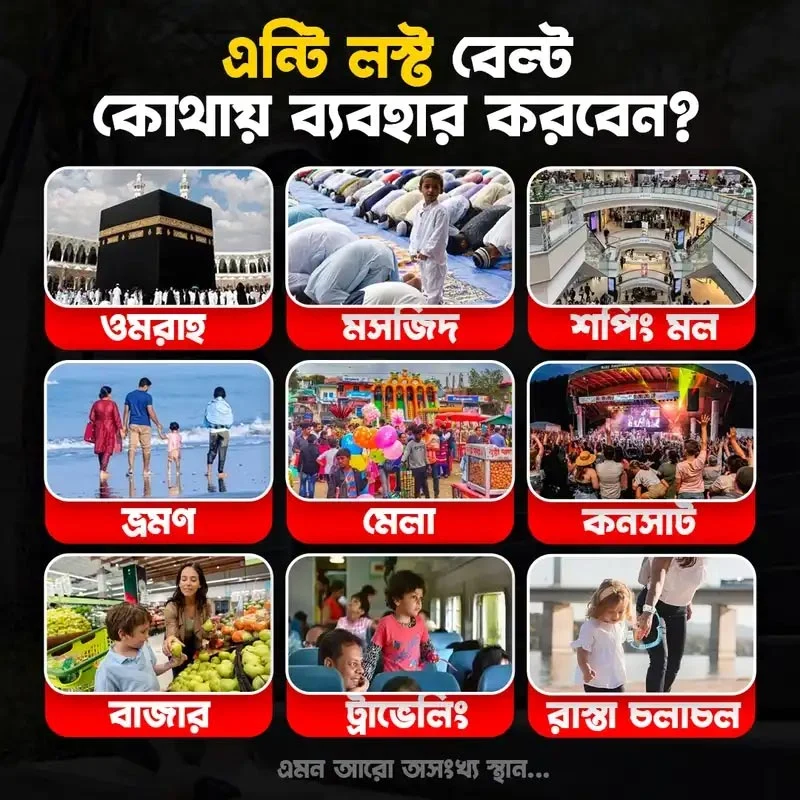 এন্টি লস্ট বেল্ট
কোথায় ব্যবহার করবেন?
ওমরাহ
মসজিদ
শপিং মল
ভ্রমণ
মেলা
কনসার্ট
বাজার
ট্রাভেলিং
রাস্তা চলাচল
এমন আরো অসংখ্য স্থান...